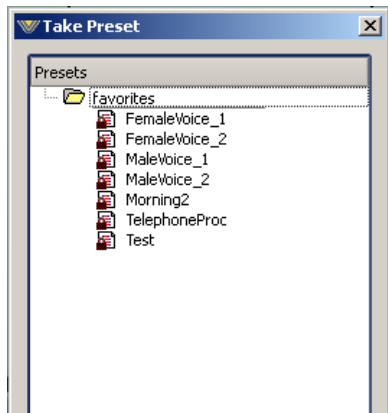 Take Preset
Presets
favorites
FemaleVoice_1
FemaleVoice_2
MaleVoice_1
MaleVoice_2
Morning2
TelephoneProc
Test